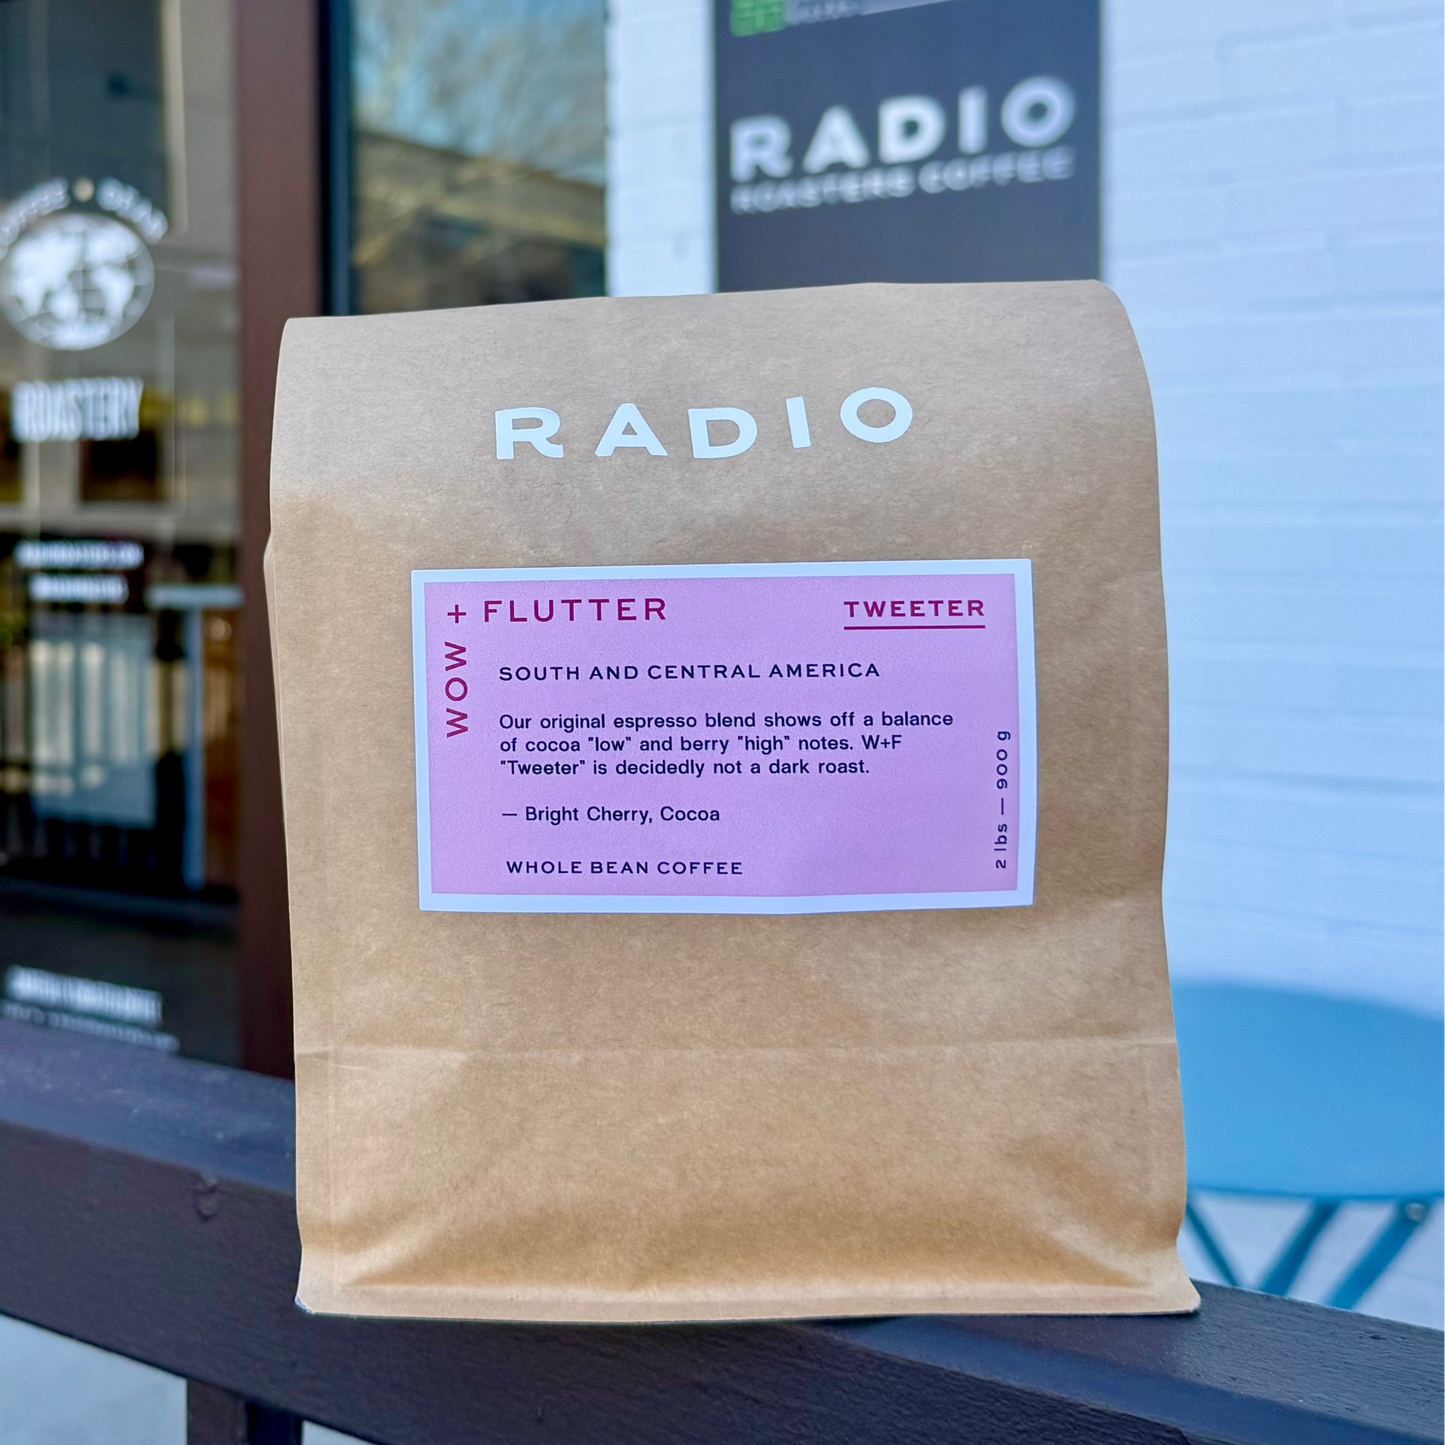 RADIO
ROASTERS COFFEE
ROASTERY
RADIO
WOW + FLUTTER
TWEETER
SOUTH AND CENTRAL AMERICA
Our original espresso blend shows off a balance
of cocoa "low" and berry "high" notes. W+F
"Tweeter" is decidedly not a dark roast.
— Bright Cherry, Cocoa
WHOLE BEAN COFFEE
2 lbs — 900 g